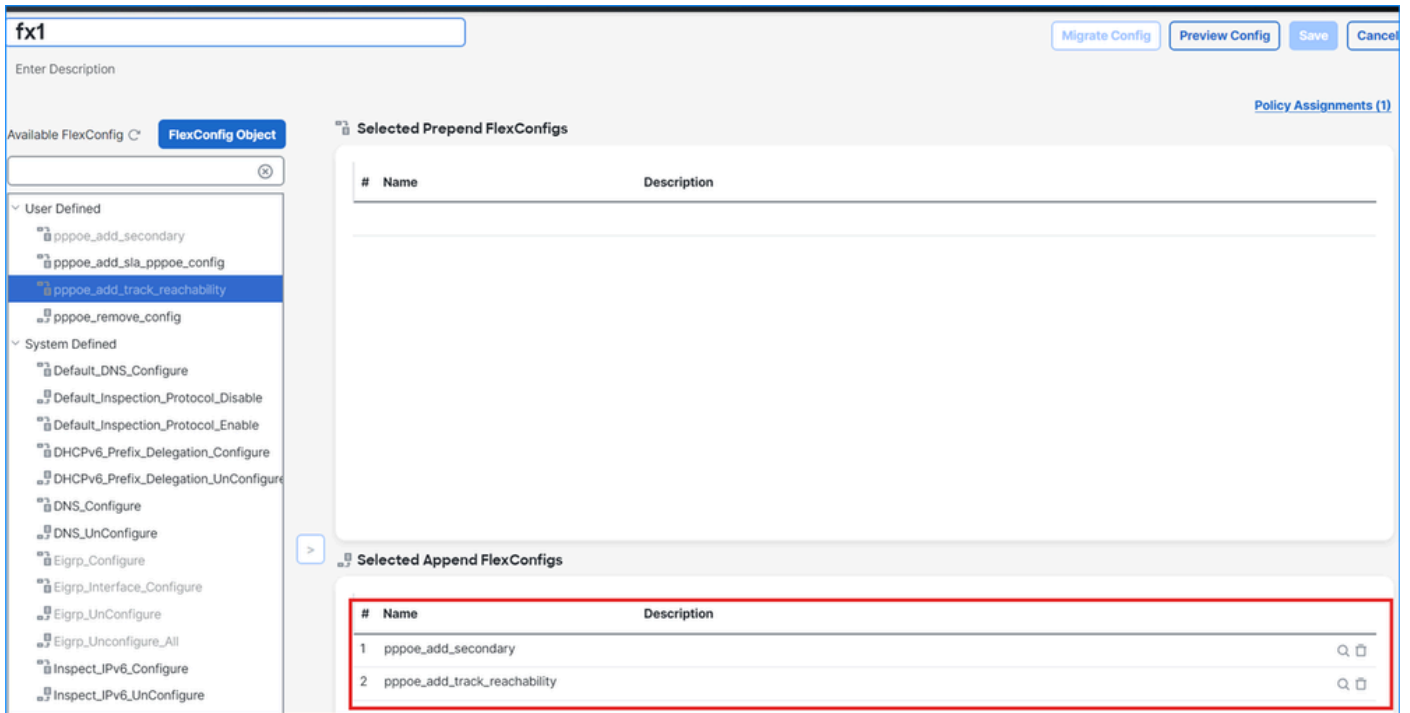 fx1
Migrate Config Preview Config Save Cancel
Enter Description
Policy Assignments (1)
Available FlexConfig FlexConfig Object
User Defined
pppoe_add_secondary
pppoe_add_sla_pppoe_config
pppoe_add_track_reachability
pppoe_remove_config
System Defined
Default_DNS_Configure
Default_Inspection_Protocol_Disable
Default_Inspection_Protocol_Enable
DHCPv6_Prefix_Delegation_Configure
DHCPv6_Prefix_Delegation_UnConfigure
DNS_Configure
DNS_UnConfigure
Eigrp_Configure
Eigrp_Interface_Configure
Eigrp_UnConfigure
Eigrp_Unconfigure_All
Inspect_IPv6_Configure
Inspect_IPv6_UnConfigure
Selected Prepend FlexConfigs
# Name Description
>
Selected Append FlexConfigs
# Name Description
1 pppoe_add_secondary
2 pppoe_add_track_reachability